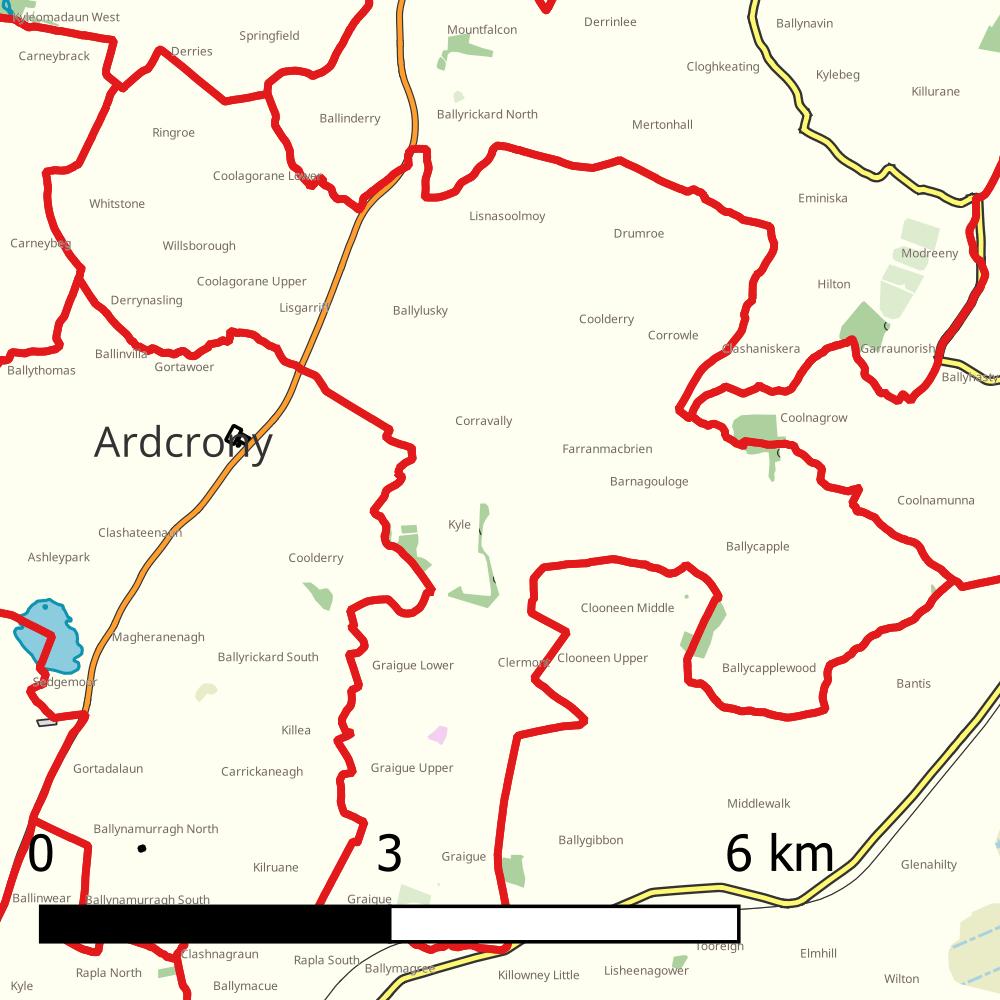 Kyleomadaun West
Derrinlee
Ballynavin
Mountfalcon
Springfield
Derries
Carneybrack
Cloghkeating
Kylebeg
Killurane
Ballinderry
Ballyrickard North
Mertonhall
Ringroe
Coolagorane Lower
Whitstone
Eminiska
Lisnasoolmoy
Drumroe
Carneybeg
Willsborough
Modreeny
Coolagorane Upper
Hilton
Derrynasling
Lisgarriff
Ballylusky
Coolderry
Corrowle
Clashaniskera
Garraunorish
Ballinvilla
Gortawoer
Ballythomas
Ballyhasty
Coolnagrow
Corravally
Ardcrony
Farranmacbrien
Barnagouloge
Coolnamunna
Kyle
Clashateenagh
Ballycapple
Ashleypark
Coolderry
Clooneen Middle
Magheranenagh
Ballyrickard South
Graigue Lower
Clermont
Clooneen Upper
Ballycapplewood
Sedgemoor
Bantis
Killea
Gortadalaun
Carrickaneagh
Graigue Upper
Middlewalk
Ballynamurragh North
Ballygibbon
0 3 6 km
Graigue
Kilruane
Glenahilty
Ballinwear
Ballynamurragh South
Graigue
Tooreigh
Clashnagraun
Rapla South
Elmhill
Ballymagree
Rapla North
Killowney Little
Lisheenagower
Wilton
Kyle
Ballymacue